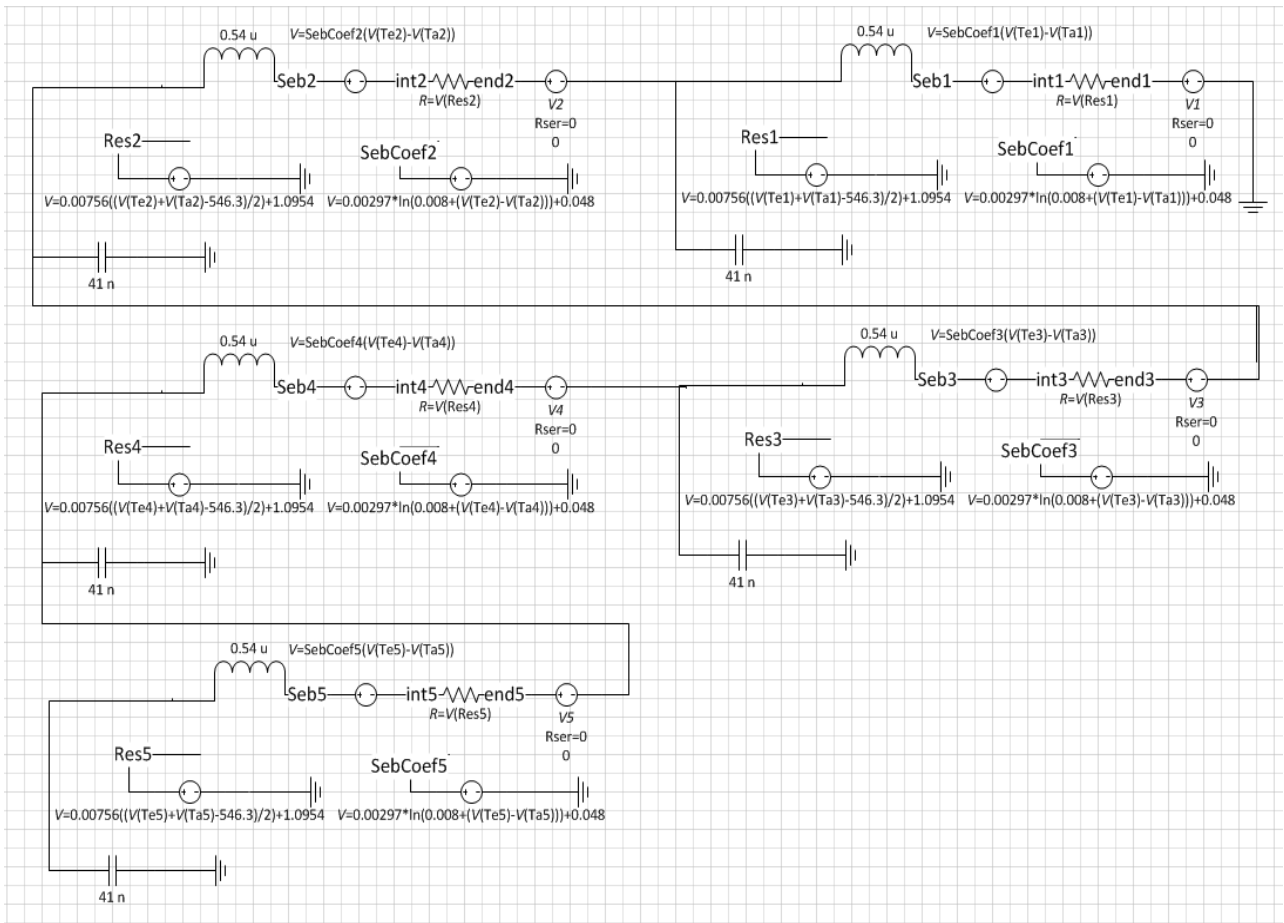 0.54 u V=SebCoef2(V(Te2)-V(Ta2))
Seb2 int2 end2
R=V(Res2)
V2
Rser=0
0
Res2
SebCoef2
V=0.00756((V(Te2)+V(Ta2)-546.3)/2)+1.0954 V=0.00297*ln(0.008+(V(Te2)-V(Ta2)))+0.048
41 n
0.54 u V=SebCoef1(V(Te1)-V(Ta1))
Seb1 int1 end1
R=V(Res1)
V1
Rser=0
0
Res1
SebCoef1
V=0.00756((V(Te1)+V(Ta1)-546.3)/2)+1.0954 V=0.00297*ln(0.008+(V(Te1)-V(Ta1)))+0.048
41 n
0.54 u V=SebCoef4(V(Te4)-V(Ta4))
Seb4 int4 end4
R=V(Res4)
V4
Rser=0
0
Res4
SebCoef4
V=0.00756((V(Te4)+V(Ta4)-546.3)/2)+1.0954 V=0.00297*ln(0.008+(V(Te4)-V(Ta4)))+0.048
41 n
0.54 u V=SebCoef3(V(Te3)-V(Ta3))
Seb3 int3 end3
R=V(Res3)
V3
Rser=0
0
Res3
SebCoef3
V=0.00756((V(Te3)+V(Ta3)-546.3)/2)+1.0954 V=0.00297*ln(0.008+(V(Te3)-V(Ta3)))+0.048
41 n
0.54 u V=SebCoef5(V(Te5)-V(Ta5))
Seb5 int5 end5
R=V(Res5)
V5
Rser=0
0
Res5
SebCoef5
V=0.00756((V(Te5)+V(Ta5)-546.3)/2)+1.0954 V=0.00297*ln(0.008+(V(Te5)-V(Ta5)))+0.048
41 n